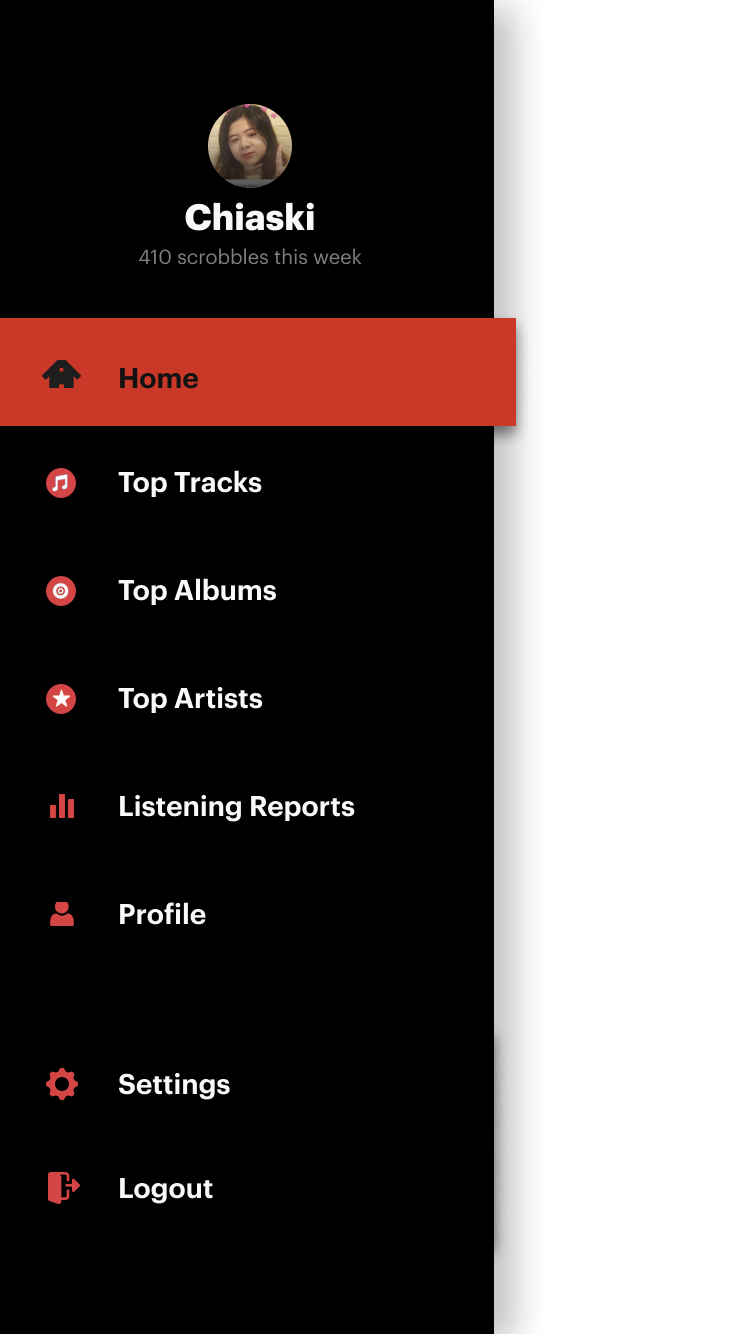 Chiaski
410 scrobbles this week
Home
Top Tracks
Top Albums
Top Artists
Listening Reports
Profile
Settings
Logout